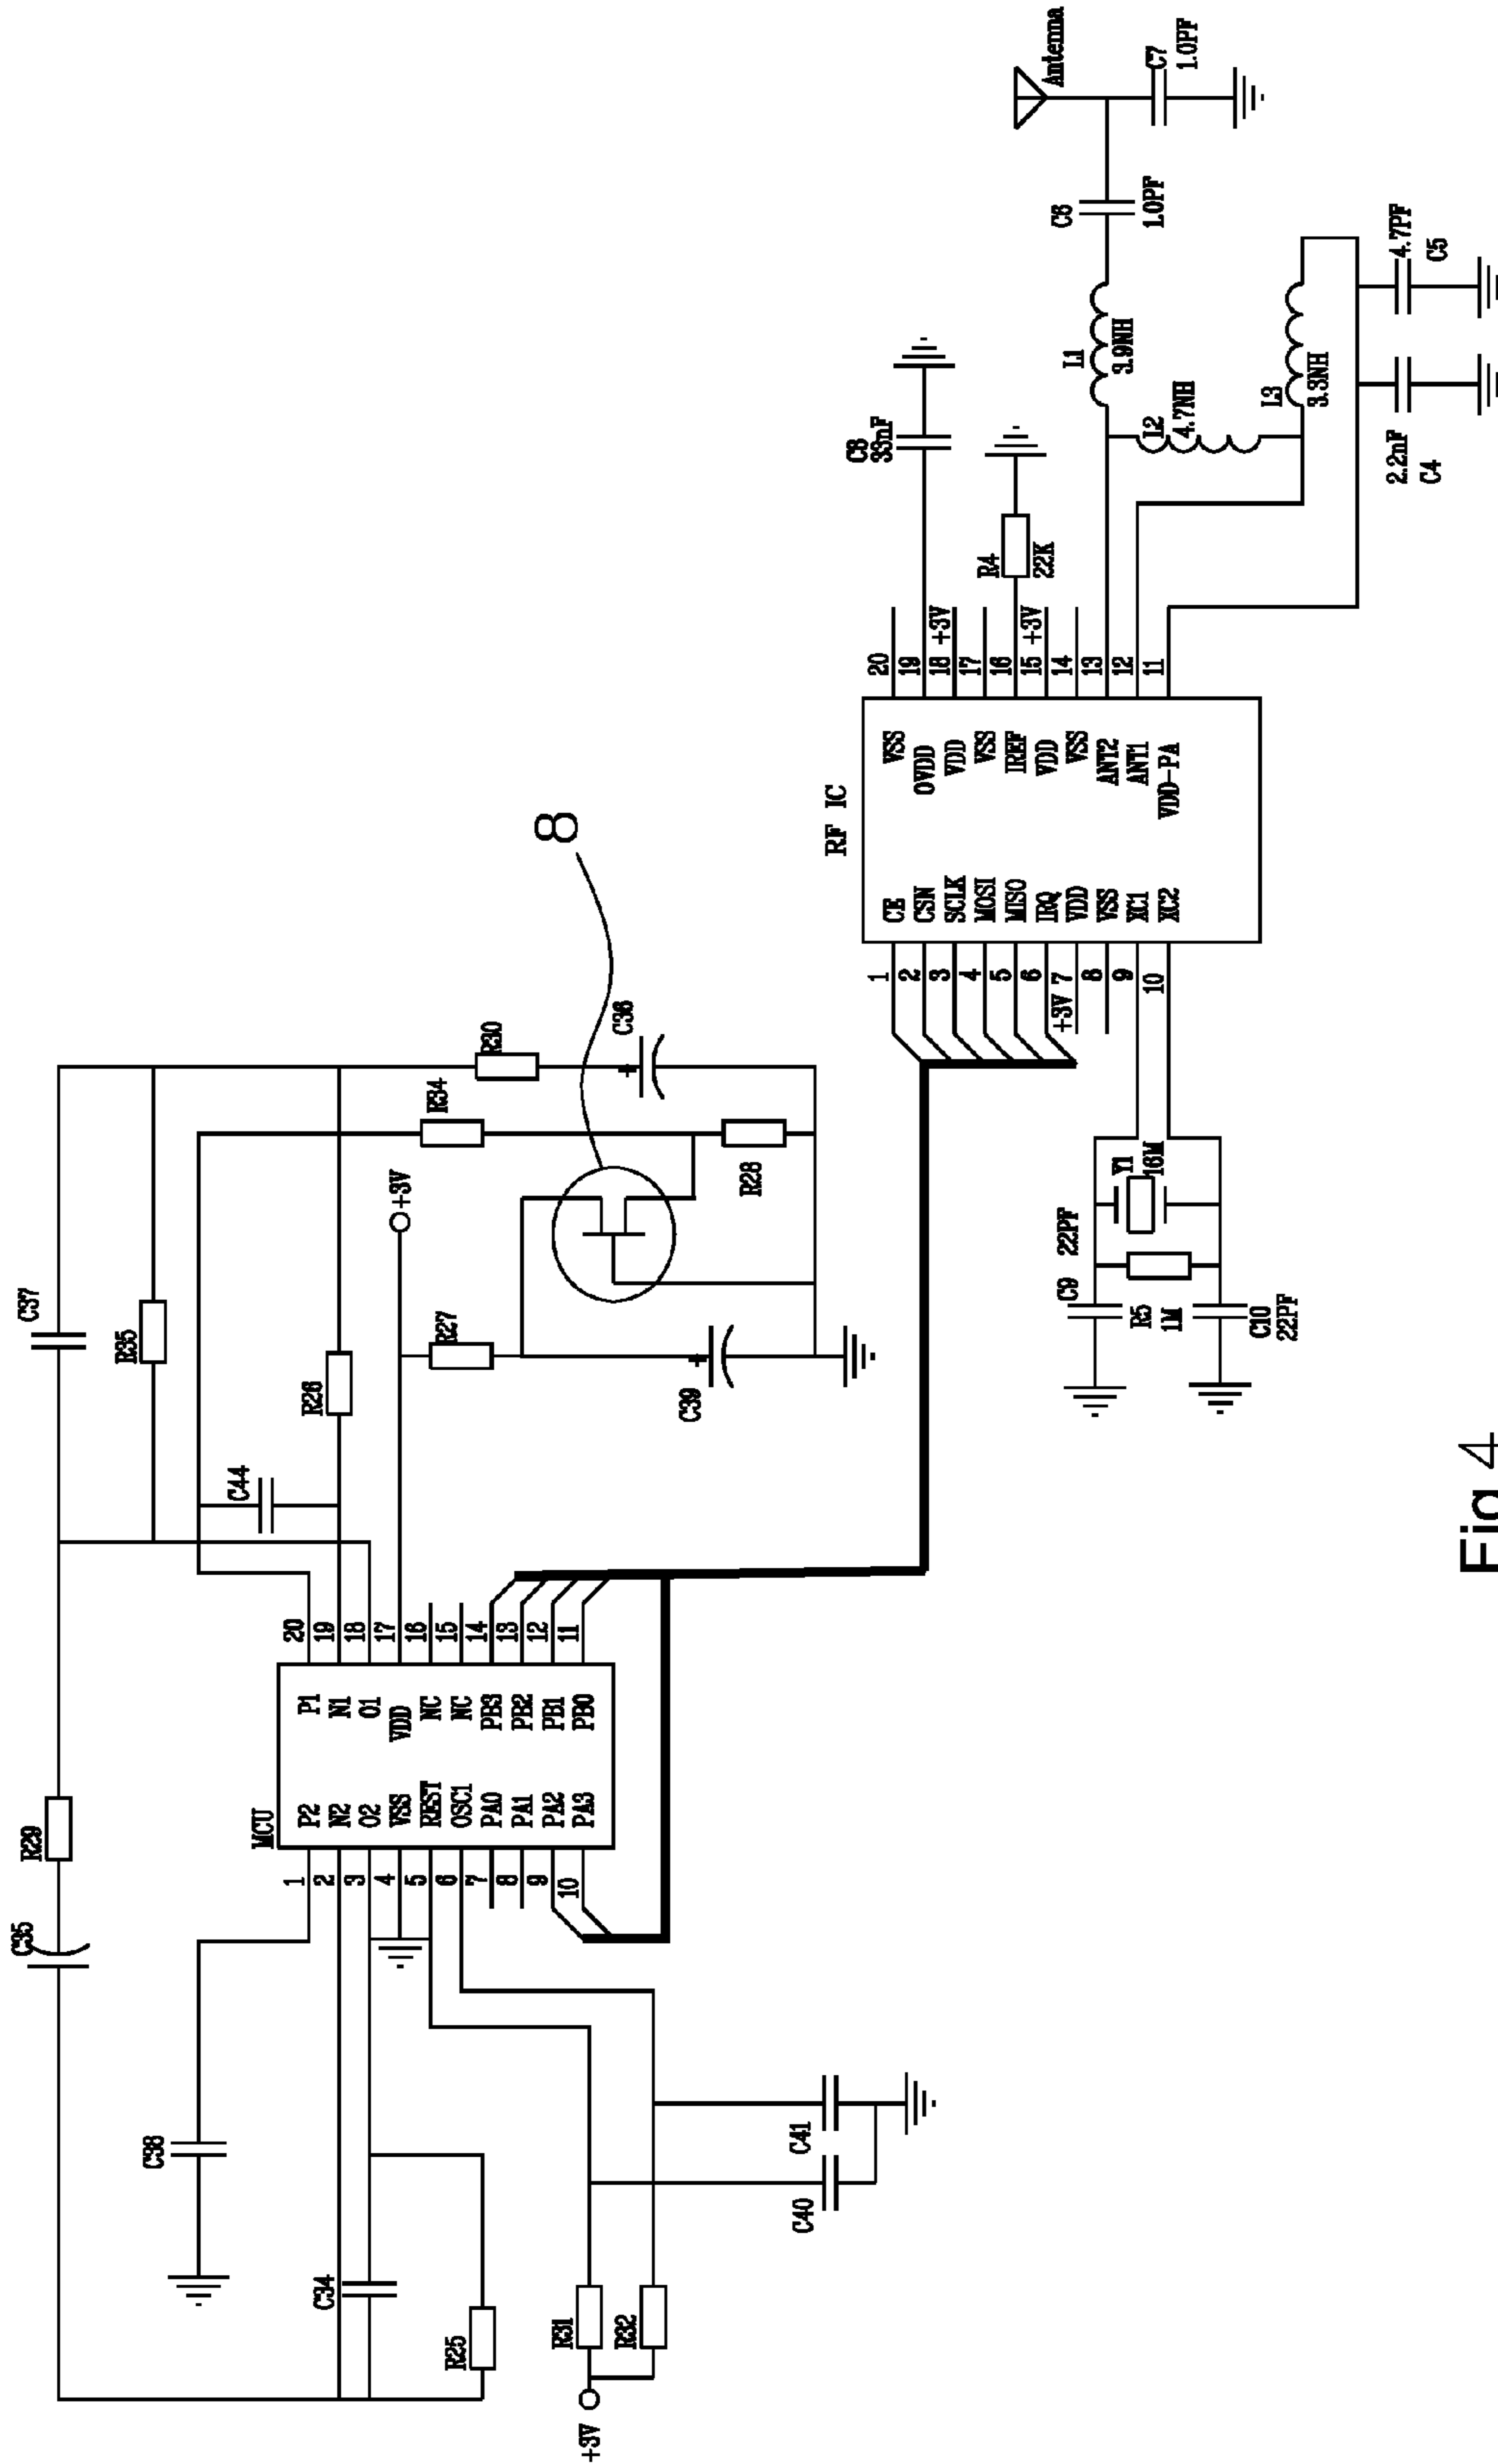 C35
R29
C37
R35
C38
C44
R26
MCU
P2
N2
O2
VSS
REST
OSC1
PA0
PA1
PA2
PA3
P1
N1
O1
VDD
NC
NC
PB3
PB2
PB1
PB0
1
2
3
4
5
6
7
8
9
10
20
19
18
17
16
15
14
13
12
11
C34
R25
R31
R32
+3V
C40
C41
+3V
R27
C39
+
R34
R30
C36
+
R28
8
RF IC
CE
CSN
SCLK
MOSI
MISO
IRQ
VDD
VSS
XC1
XC2
VSS
OVDD
VDD
VSS
IREF
VDD
VSS
ANT2
ANT1
VDD-PA
1
2
3
4
5
6
+3V 7
8
9
10
20
19
18 +3V
17
16
15 +3V
14
13
12
11
C9 22PF
R5
1M
Y1
16M
C10
22PF
C8
33nF
R4
22K
L1
3.9NH
L2
4.7NH
L3
3.3NH
C6
1.0PF
Antenna
C7
1.0PF
2.2nF
C4
4.7PF
C5
Fig 4